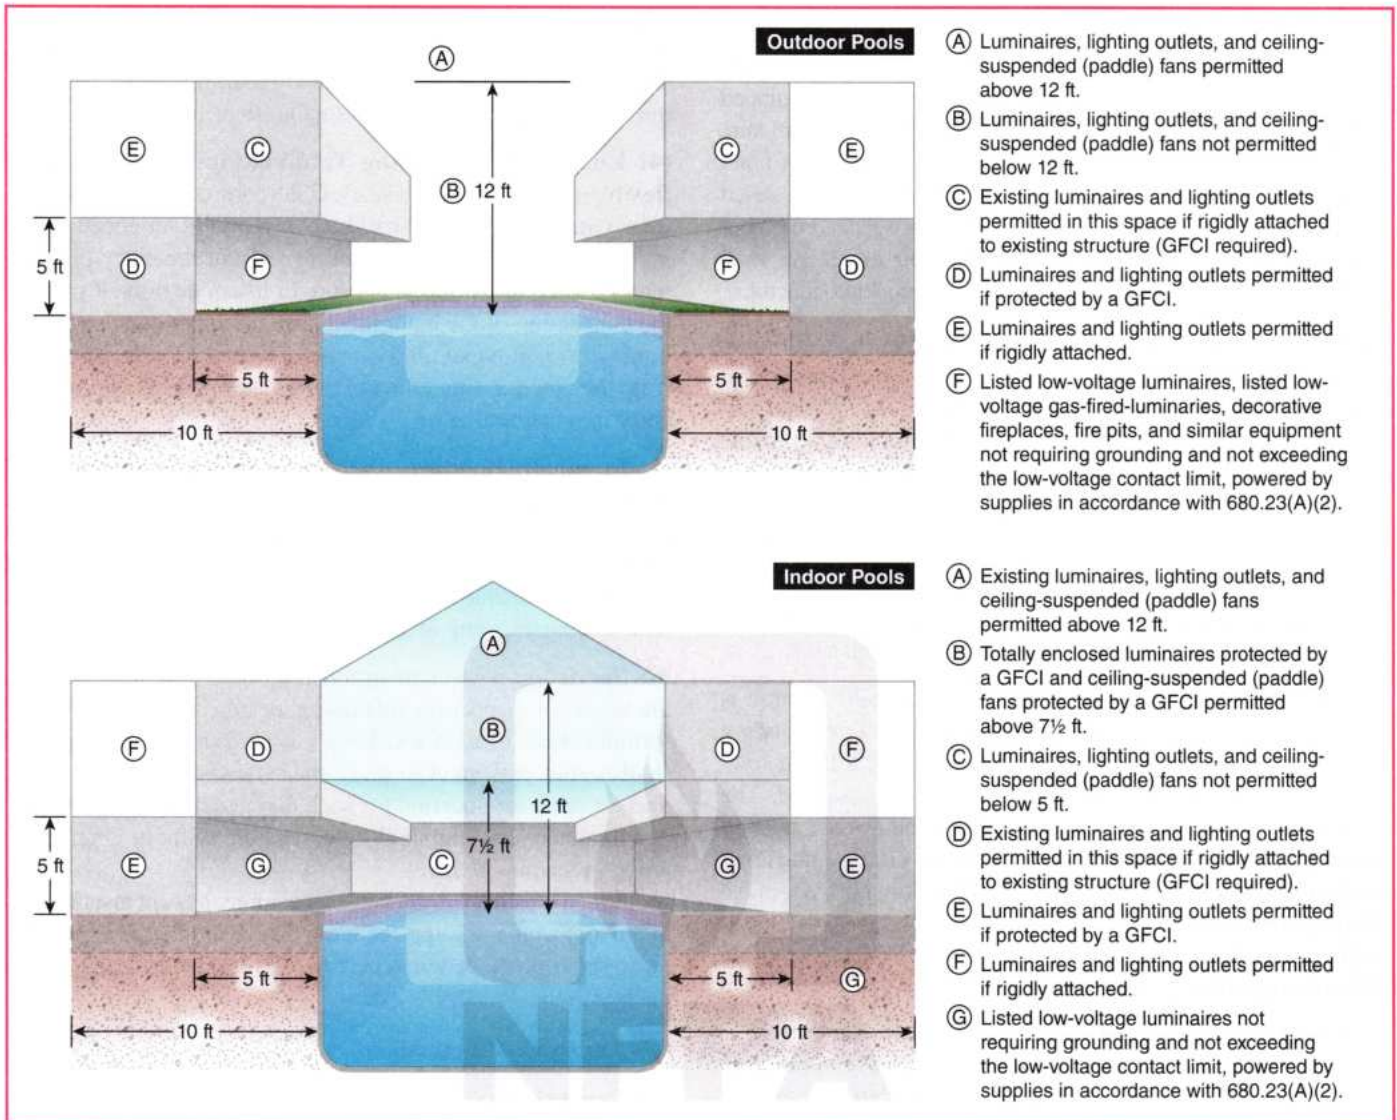 Outdoor Pools
Ⓐ
Ⓔ Ⓒ Ⓑ 12 ft Ⓒ Ⓔ
5 ft Ⓓ Ⓕ Ⓕ Ⓓ
5 ft 5 ft
10 ft 10 ft
Ⓐ Luminaires, lighting outlets, and ceiling-
suspended (paddle) fans permitted
above 12 ft.
Ⓑ Luminaires, lighting outlets, and ceiling-
suspended (paddle) fans not permitted
below 12 ft.
Ⓒ Existing luminaires and lighting outlets
permitted in this space if rigidly attached
to existing structure (GFCI required).
Ⓓ Luminaires and lighting outlets permitted
if protected by a GFCI.
Ⓔ Luminaires and lighting outlets permitted
if rigidly attached.
Ⓕ Listed low-voltage luminaires, listed low-
voltage gas-fired-luminaries, decorative
fireplaces, fire pits, and similar equipment
not requiring grounding and not exceeding
the low-voltage contact limit, powered by
supplies in accordance with 680.23(A)(2).
Indoor Pools
Ⓐ
Ⓕ Ⓓ Ⓑ Ⓓ Ⓕ
12 ft
7½ ft
5 ft Ⓔ Ⓖ Ⓒ Ⓖ Ⓔ
5 ft 5 ft Ⓖ
10 ft 10 ft
NFPA
Ⓐ Existing luminaires, lighting outlets, and
ceiling-suspended (paddle) fans
permitted above 12 ft.
Ⓑ Totally enclosed luminaires protected by
a GFCI and ceiling-suspended (paddle)
fans protected by a GFCI permitted
above 7½ ft.
Ⓒ Luminaires, lighting outlets, and ceiling-
suspended (paddle) fans not permitted
below 5 ft.
Ⓓ Existing luminaires and lighting outlets
permitted in this space if rigidly attached
to existing structure (GFCI required).
Ⓔ Luminaires and lighting outlets permitted
if protected by a GFCI.
Ⓕ Luminaires and lighting outlets permitted
if rigidly attached.
Ⓖ Listed low-voltage luminaires not
requiring grounding and not exceeding
the low-voltage contact limit, powered by
supplies in accordance with 680.23(A)(2).